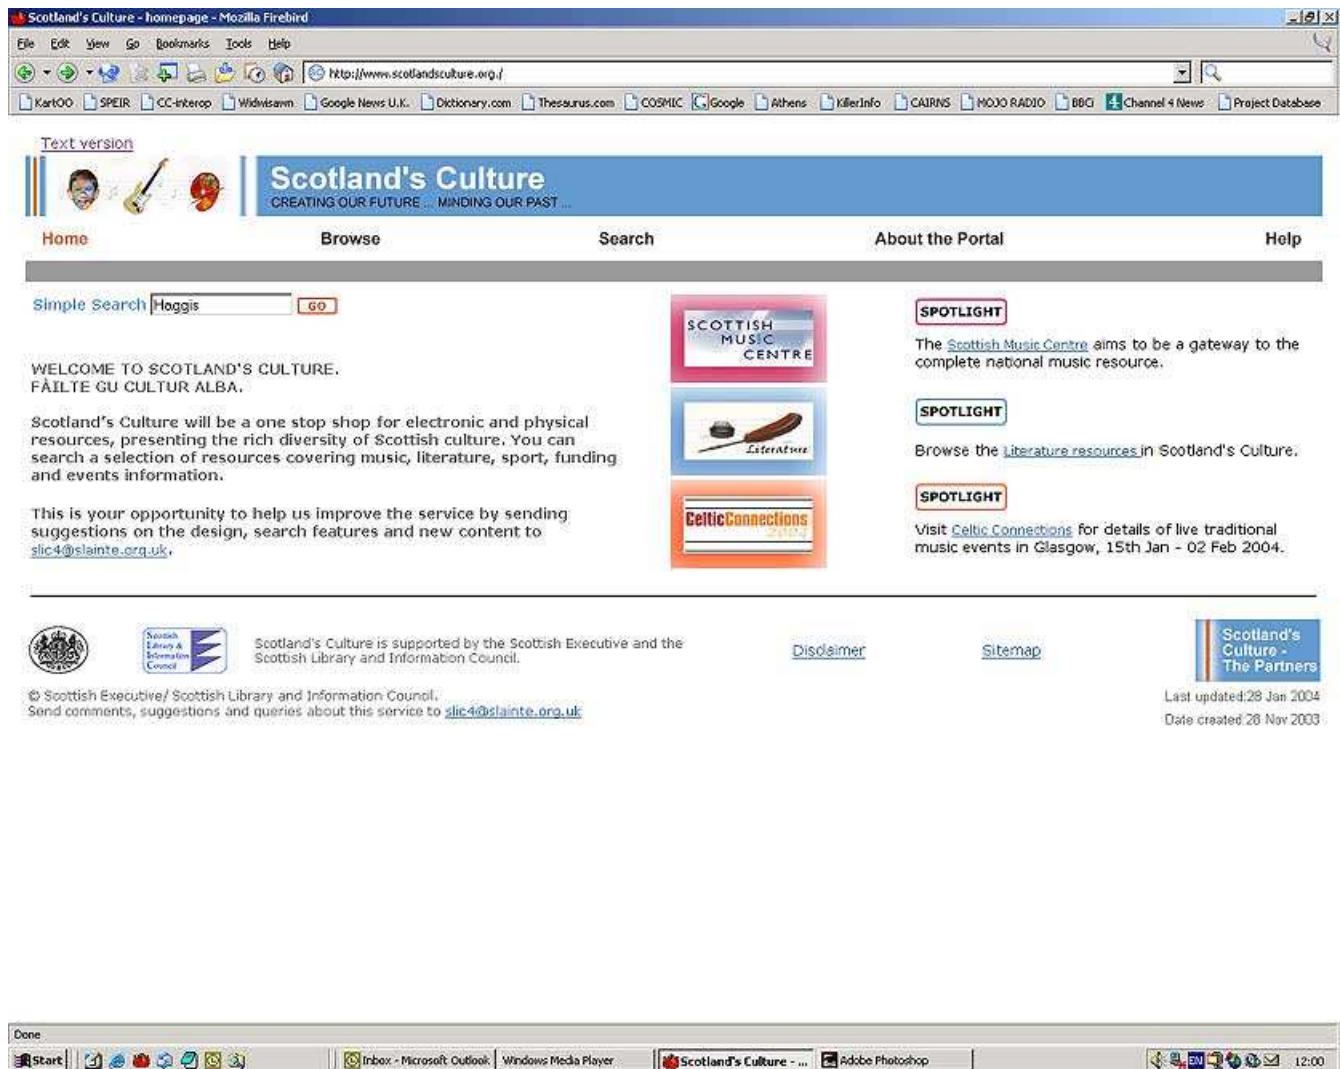 Scotland's Culture - homepage - Mozilla Firebird
File Edit View Go Bookmarks Tools Help
http://www.scotlandsculture.org./
KartOO SPEIR CC-interop Widwisawn Google News U.K. Dictionary.com Thesaurus.com COSMIC Google Athens KillerInfo CAIRNS MOJO RADIO BBCi 4 Channel 4 News Project Database
Text version
Scotland's Culture
CREATING OUR FUTURE ... MINDING OUR PAST ...
Home Browse Search About the Portal Help
Simple Search Haggis GO
WELCOME TO SCOTLAND'S CULTURE.
FÀILTE GU CULTUR ALBA.
Scotland's Culture will be a one stop shop for electronic and physical
resources, presenting the rich diversity of Scottish culture. You can
search a selection of resources covering music, literature, sport, funding
and events information.
This is your opportunity to help us improve the service by sending
suggestions on the design, search features and new content to
slic4@slainte.org.uk.
SCOTTISH
MUSIC
CENTRE
Literature
CelticConnections
2004
SPOTLIGHT
The Scottish Music Centre aims to be a gateway to the
complete national music resource.
SPOTLIGHT
Browse the Literature resources in Scotland's Culture.
SPOTLIGHT
Visit Celtic Connections for details of live traditional
music events in Glasgow, 15th Jan - 02 Feb 2004.
Scottish
Library &
Information
Council
Scotland's Culture is supported by the Scottish Executive and the
Scottish Library and Information Council.
Disclaimer
Sitemap
Scotland's
Culture -
The Partners
© Scottish Executive/ Scottish Library and Information Council.
Send comments, suggestions and queries about this service to slic4@slainte.org.uk
Last updated:28 Jan 2004
Date created:28 Nov 2003
Done
Start Inbox - Microsoft Outlook Windows Media Player Scotland's Culture - ... Adobe Photoshop EN 12:00